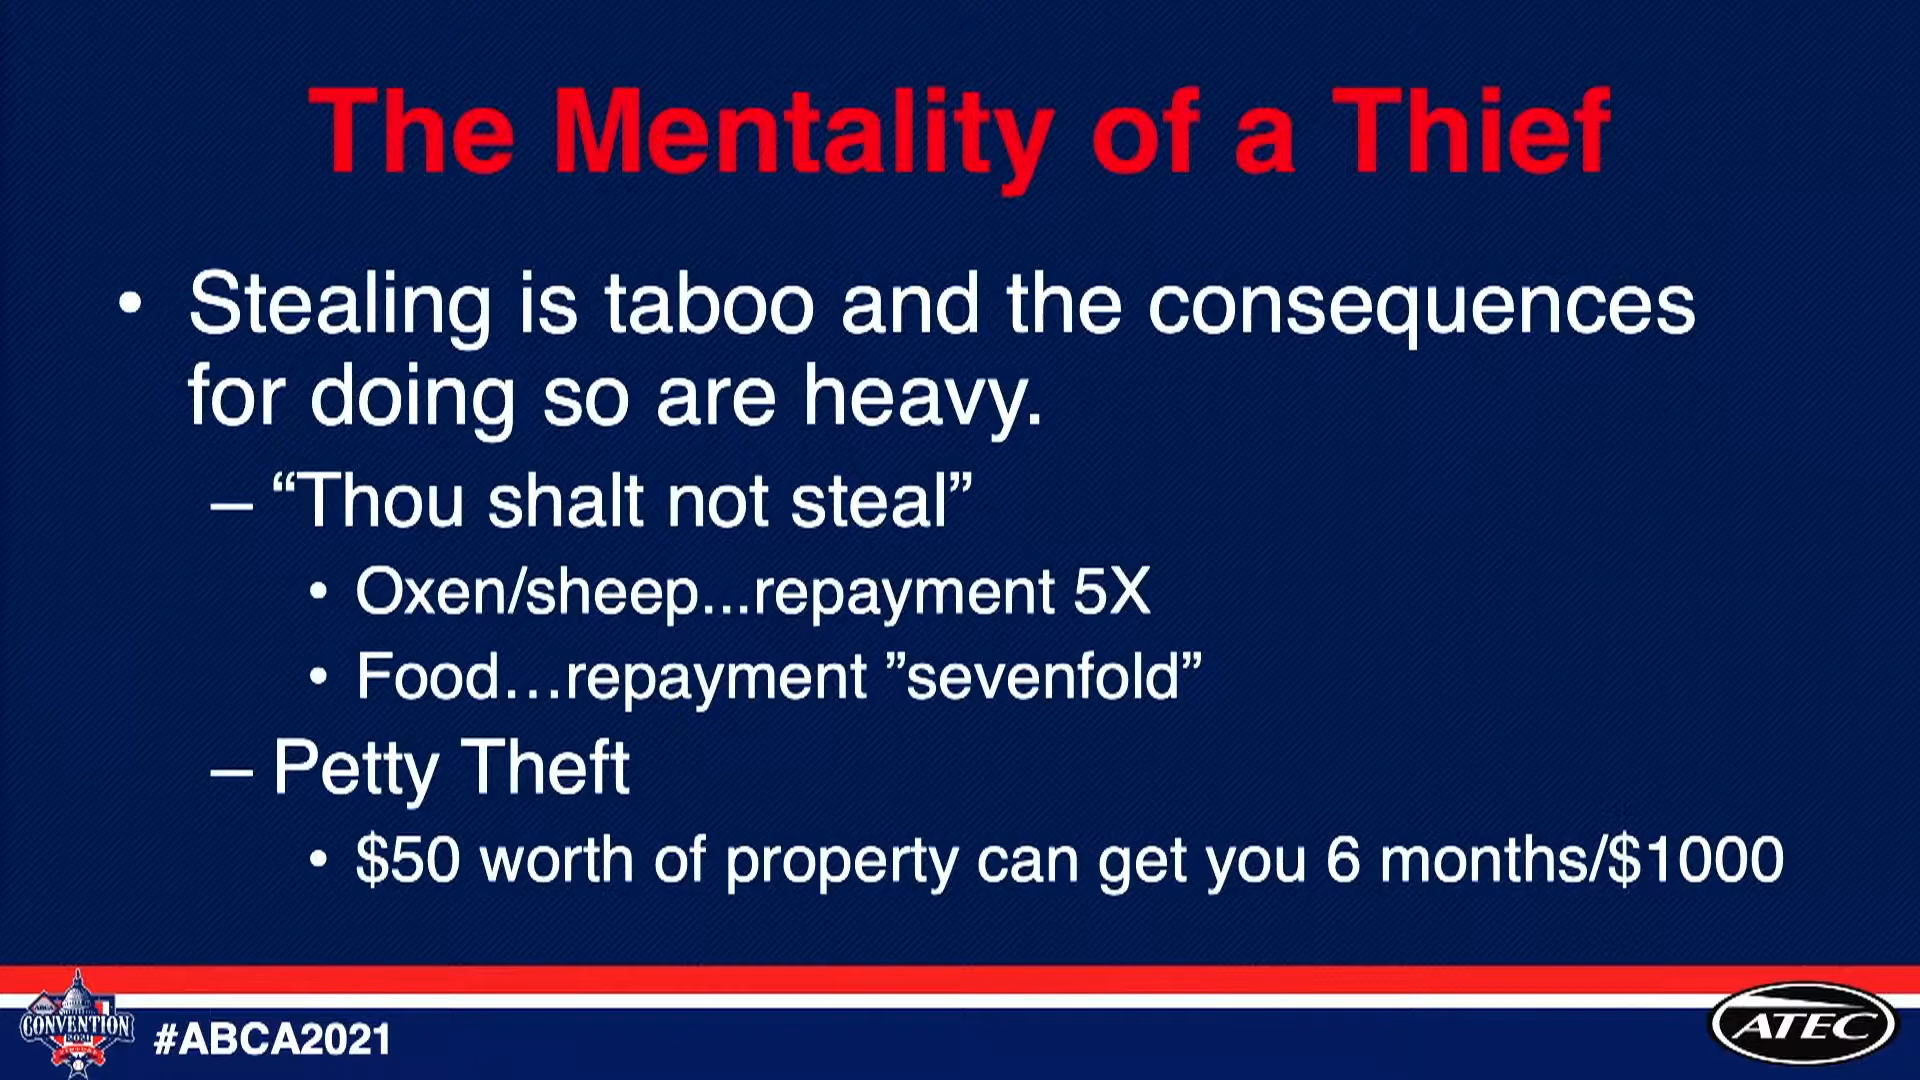 The Mentality of a Thief
• Stealing is taboo and the consequences
for doing so are heavy.
– “Thou shalt not steal”
• Oxen/sheep...repayment 5X
• Food…repayment ”sevenfold”
– Petty Theft
• $50 worth of property can get you 6 months/$1000
ABCA
CONVENTION
2021
#ABCA2021
ATEC